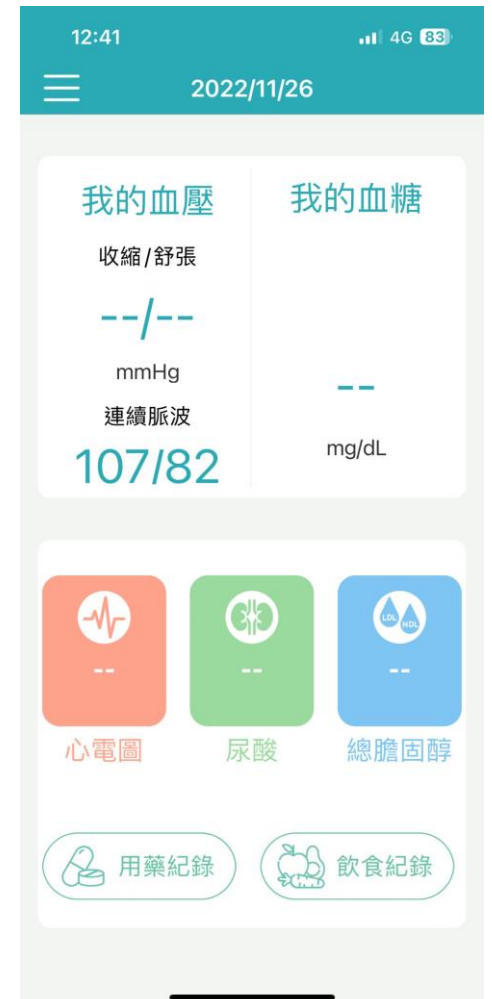 12:41
4G 83
2022/11/26
我的血壓
收縮/舒張
--/--
mmHg
連續脈波
107/82
我的血糖
--
mg/dL
--
心電圖
--
尿酸
LDL HDL
--
總膽固醇
用藥紀錄
飲食紀錄